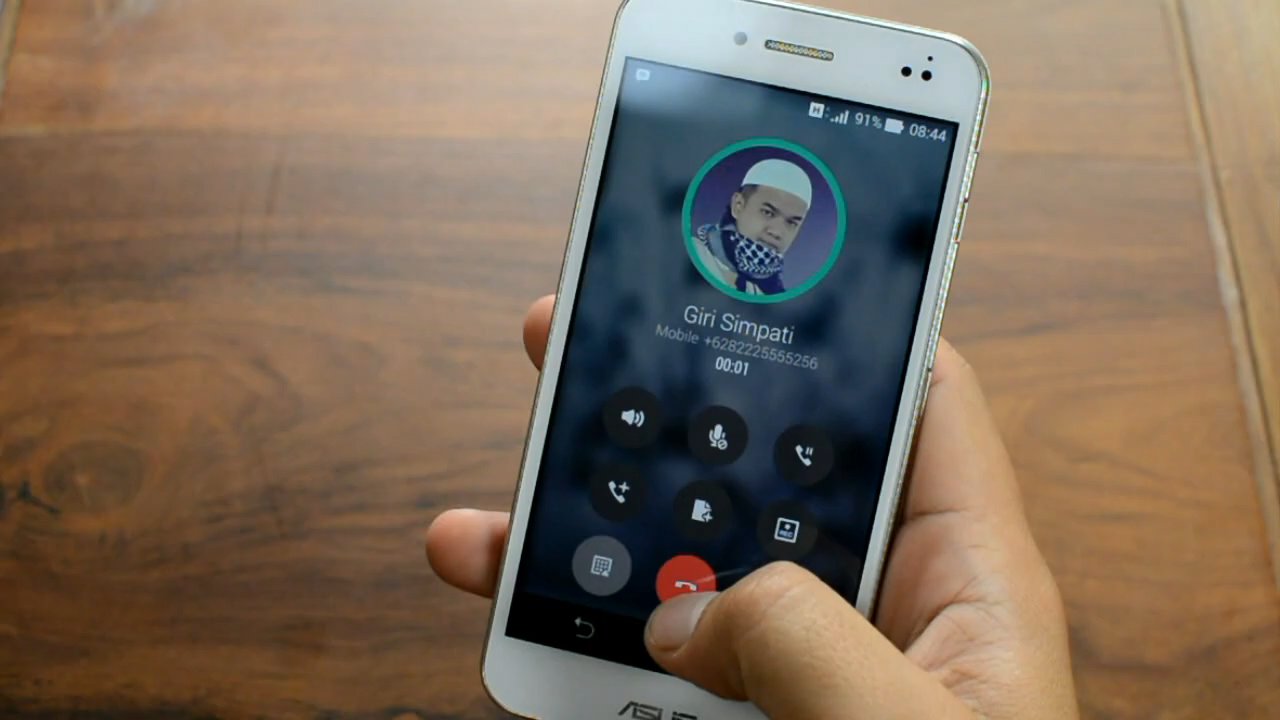 H 91% 08:44
Giri Simpati
Mobile +6282225555256
00:01
REC
ASUS